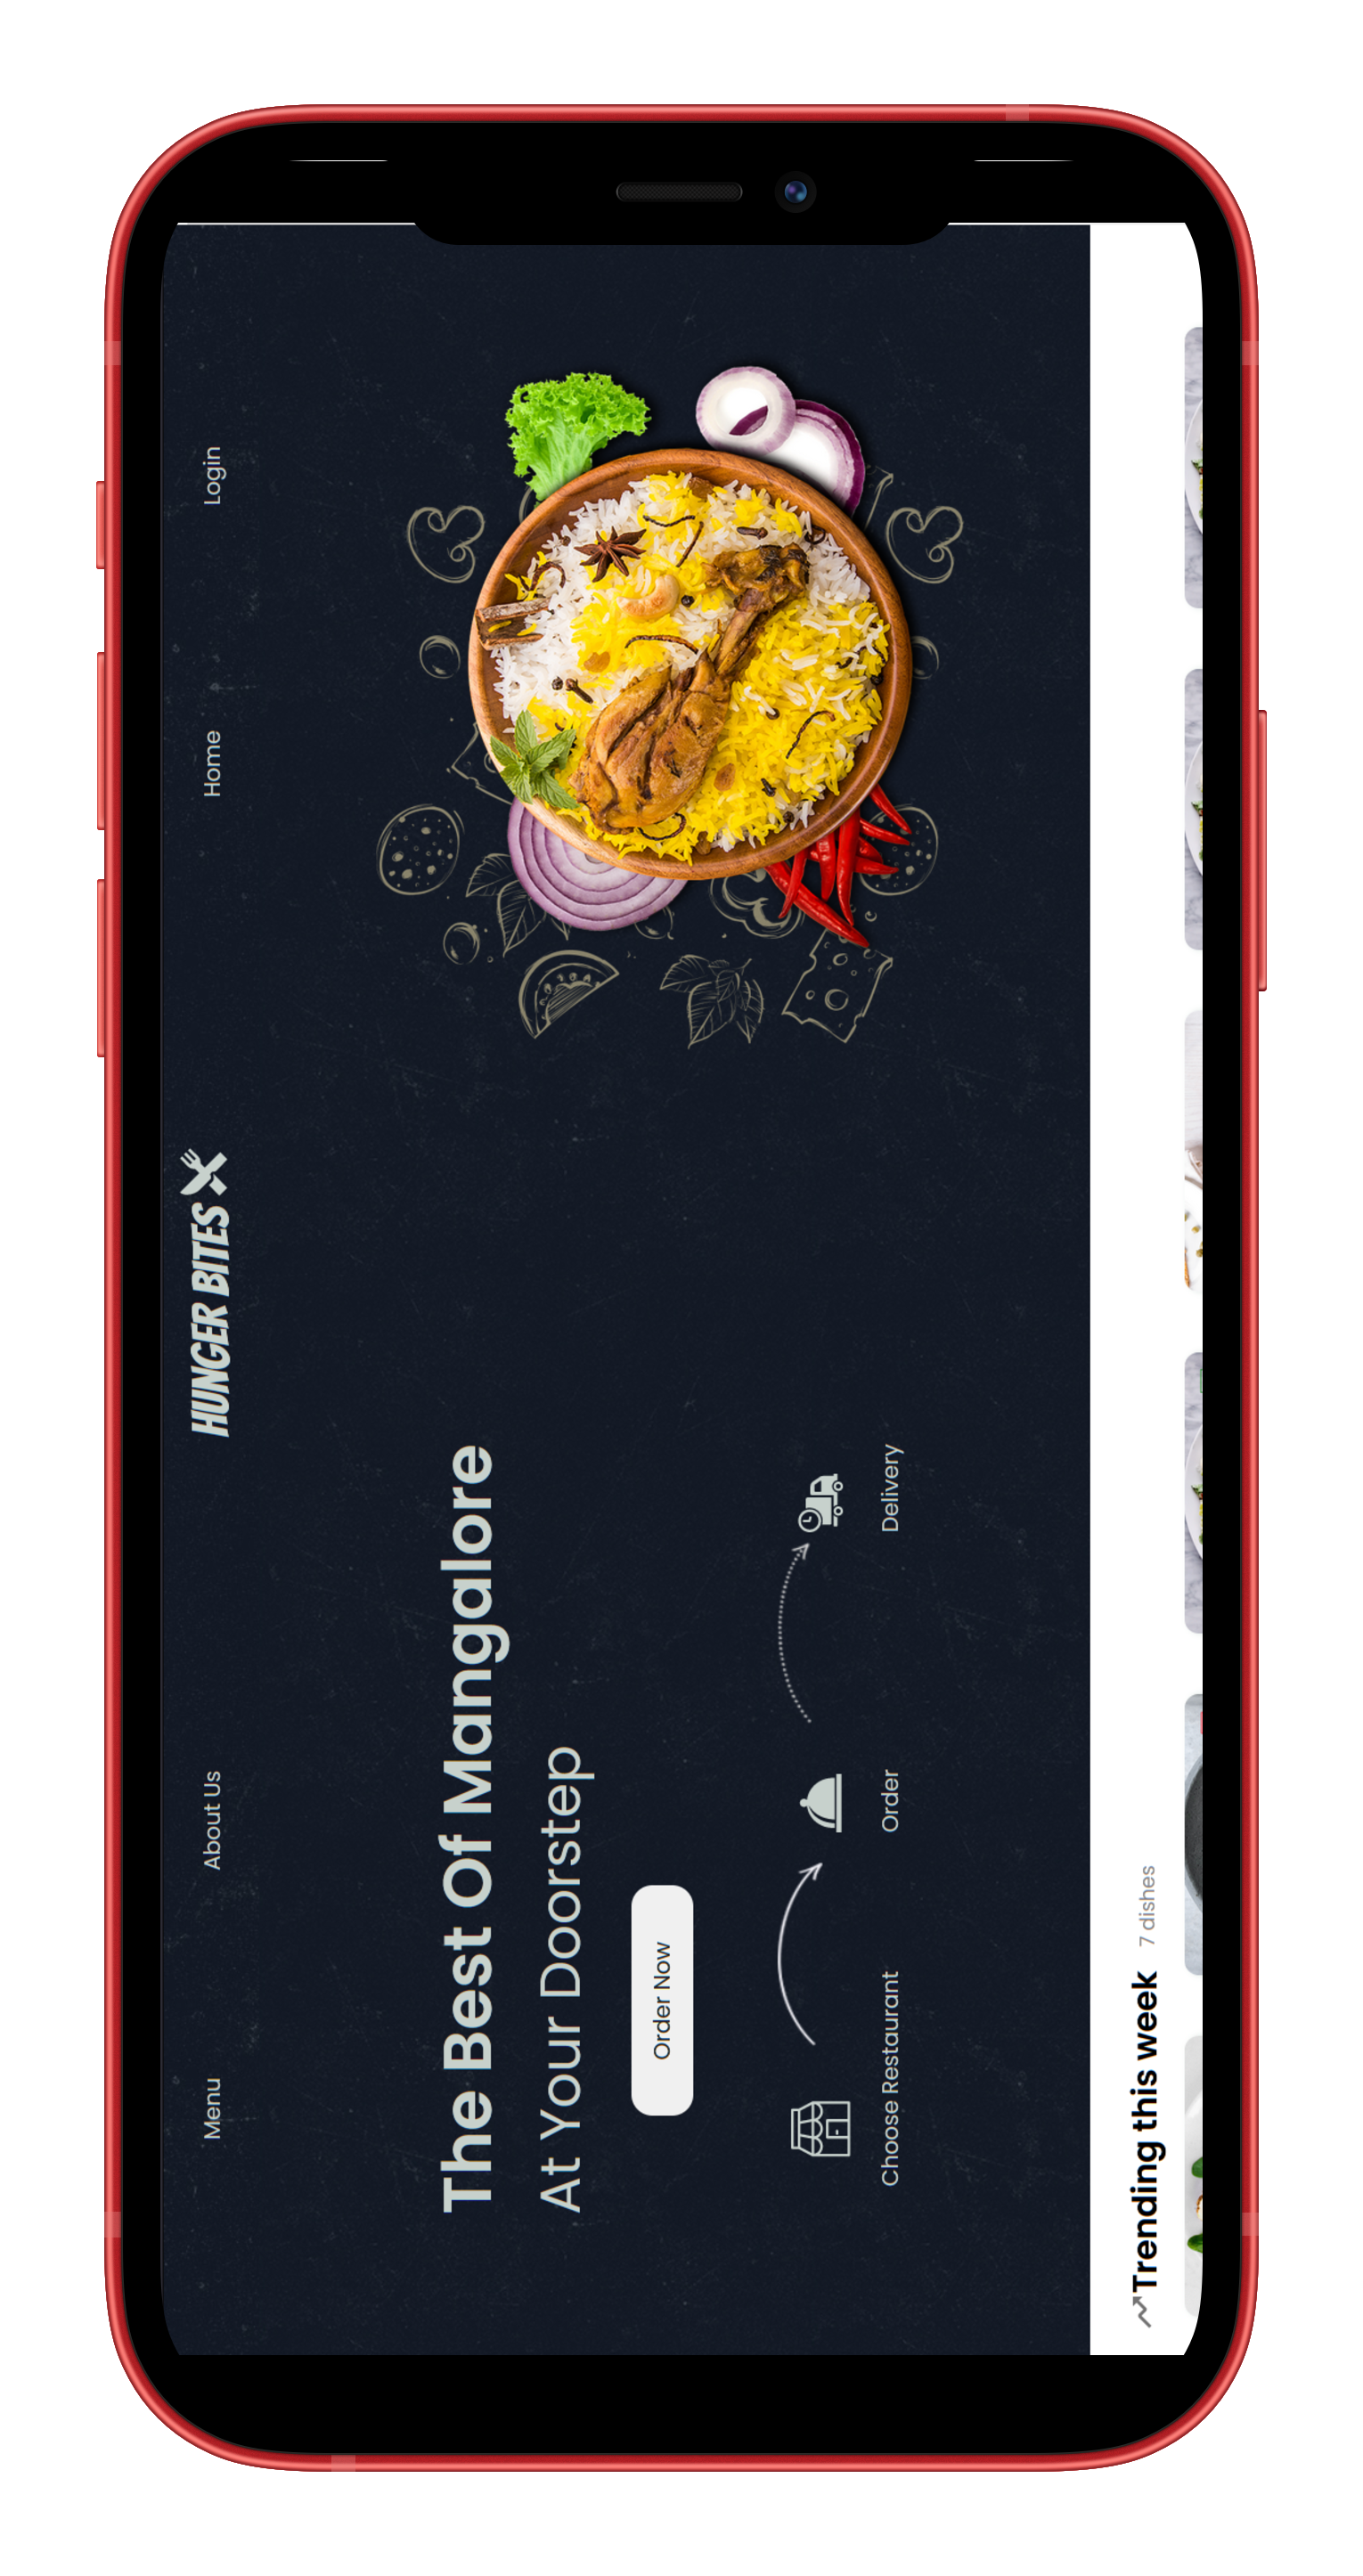 Menu
About Us
HUNGER BITES
Home
Login
The Best Of Mangalore
At Your Doorstep
Order Now
Choose Restaurant
Order
Delivery
Trending this week 7 dishes